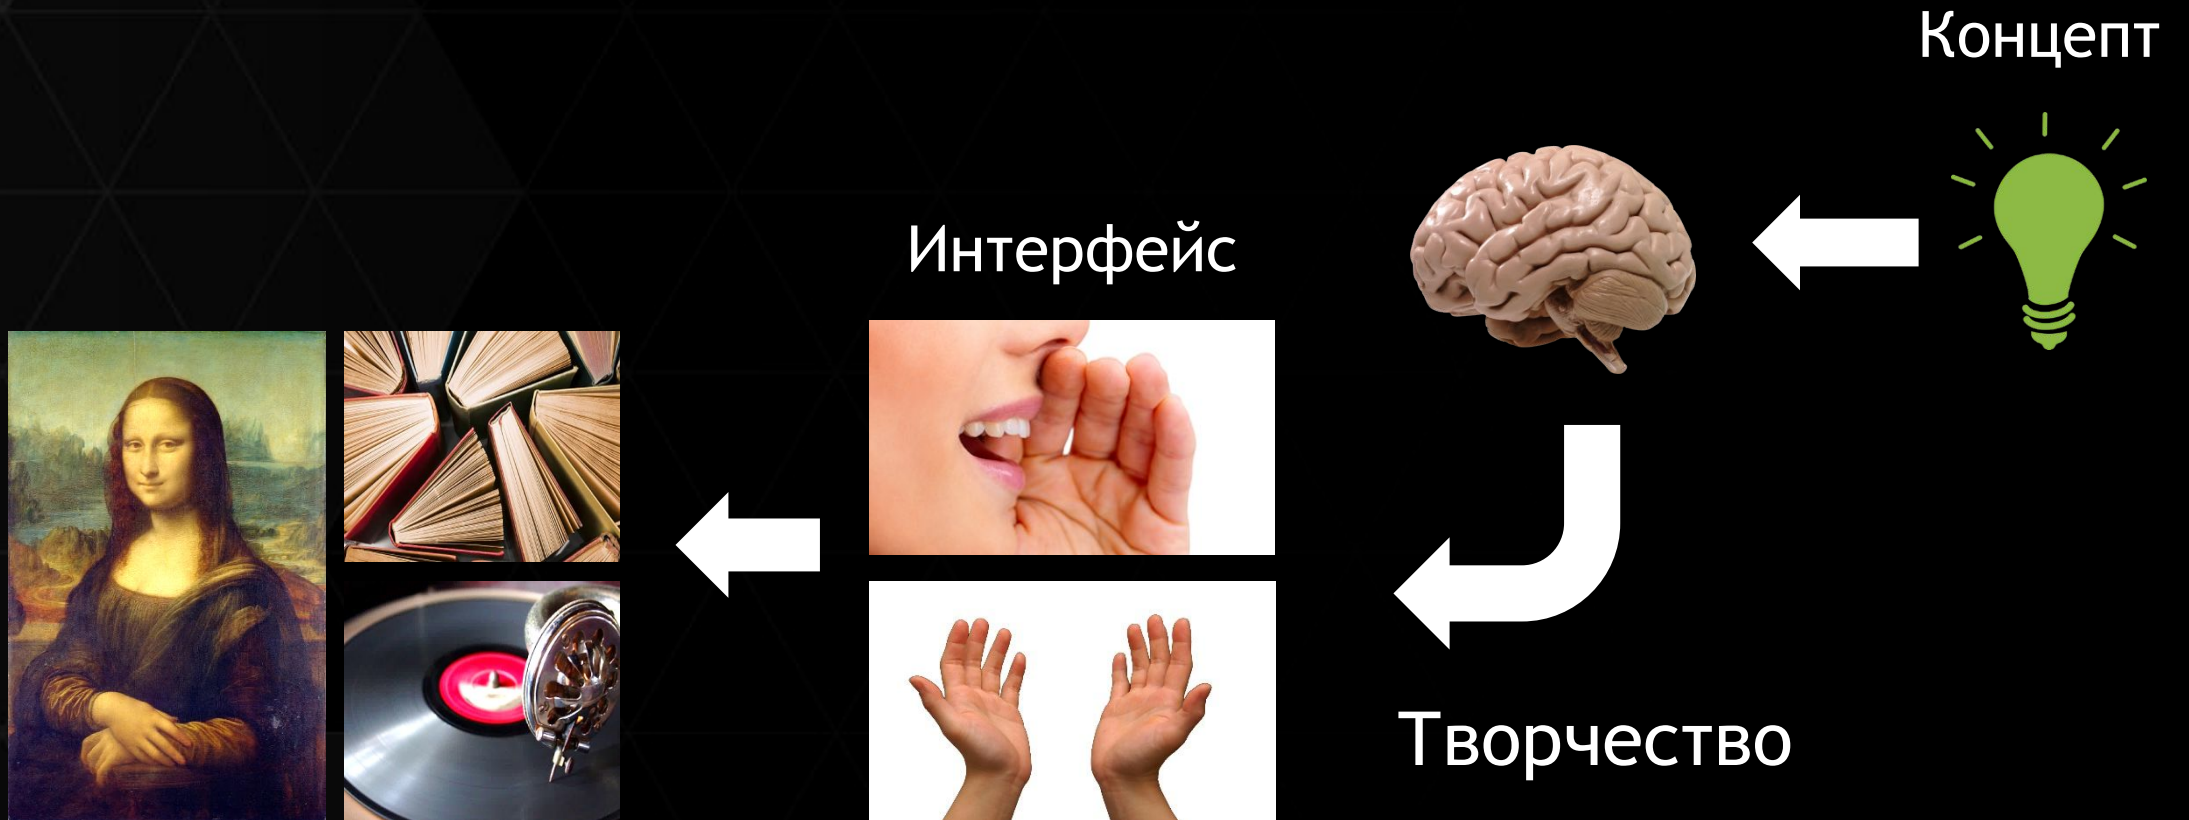 Концепт
Интерфейс
Творчество